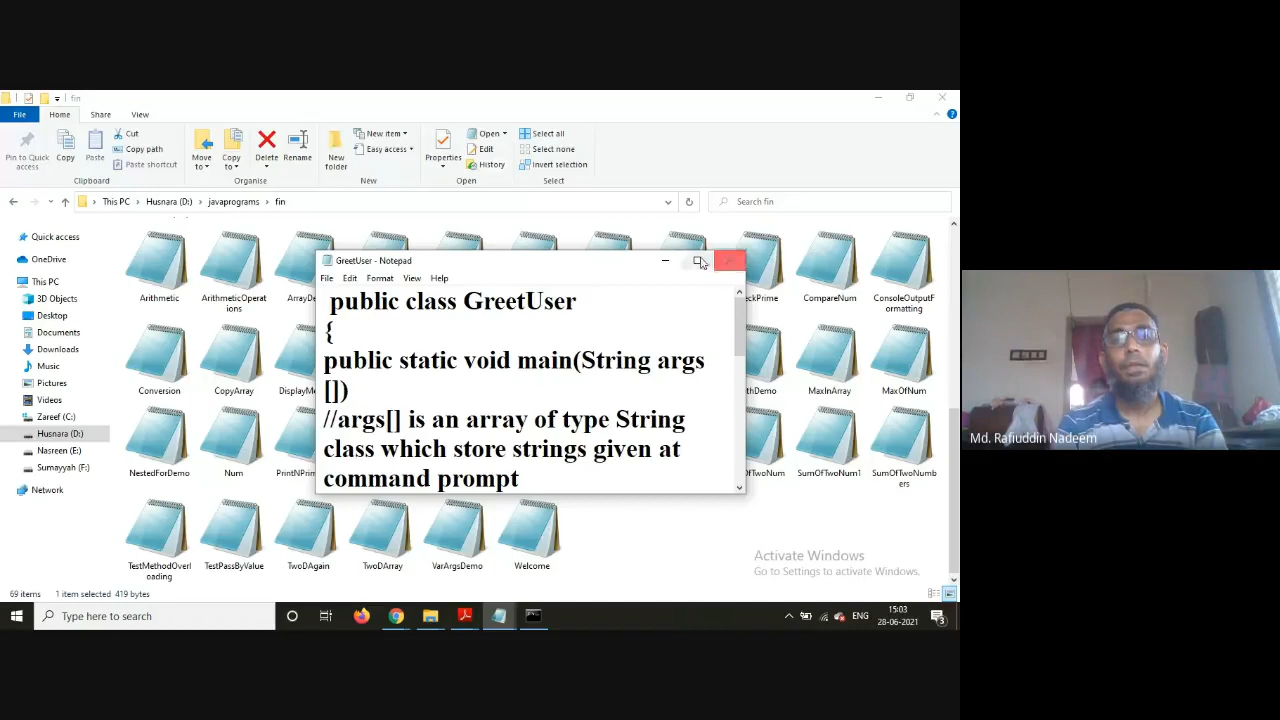 fin
File Home Share View
Pin to Quick access
Copy
Paste
Cut
Copy path
Paste shortcut
Clipboard
Move to
Copy to
Delete
Rename
Organise
New folder
New item
Easy access
New
Properties
Open
Edit
History
Open
Select all
Select none
Invert selection
Select
This PC Husnara (D:) javaprograms fin
Search fin
Quick access
OneDrive
This PC
3D Objects
Desktop
Documents
Downloads
Music
Pictures
Videos
Zareef (C:)
Husnara (D:)
Nasreen (E:)
Sumayyah (F:)
Network
Arithmetic
ArithmeticOperations
ArrayDe
eckPrime
CompareNum
ConsoleOutputFormatting
Conversion
CopyArray
DisplayMe
thDemo
MaxInArray
MaxOfNum
NestedForDemo
Num
PrintNPri
OfTwoNum
SumOfTwoNum1
SumOfTwoNumbers
TestMethodOverloading
TestPassByValue
TwoDAgain
TwoDArray
VarArgsDemo
Welcome
GreetUser - Notepad
File Edit Format View Help
public class GreetUser
{
public static void main(String args
[])
//args[] is an array of type String
class which store strings given at
command prompt
Activate Windows
Go to Settings to activate Windows.
69 items 1 item selected 419 bytes
Type here to search
ENG
15:03
28-06-2021
3
Md. Rafiuddin Nadeem